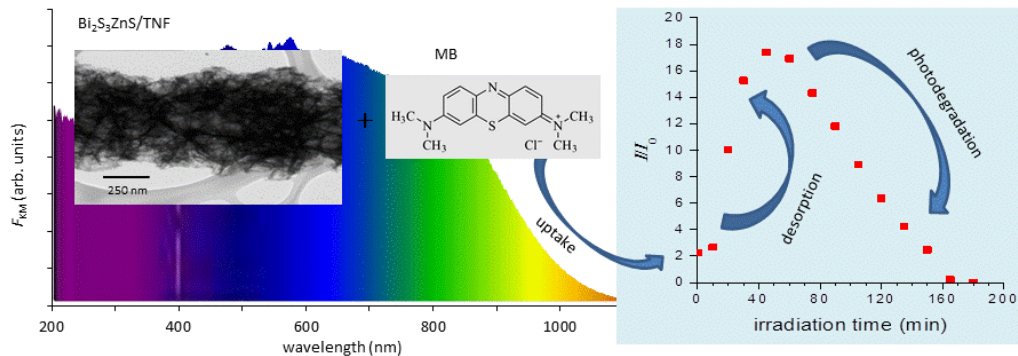 Bi₂S₃ZnS/TNF
MB
250 nm
+
N
H₃C
N
CH₃
S
Cl⁻
N⁺
CH₃
CH₃
F_KM (arb. units)
200
400
600
800
1000
wavelength (nm)
uptake
20
18
16
14
12
10
8
6
4
2
0
I/I₀
photodegradation
desorption
0
40
80
120
160
200
irradiation time (min)